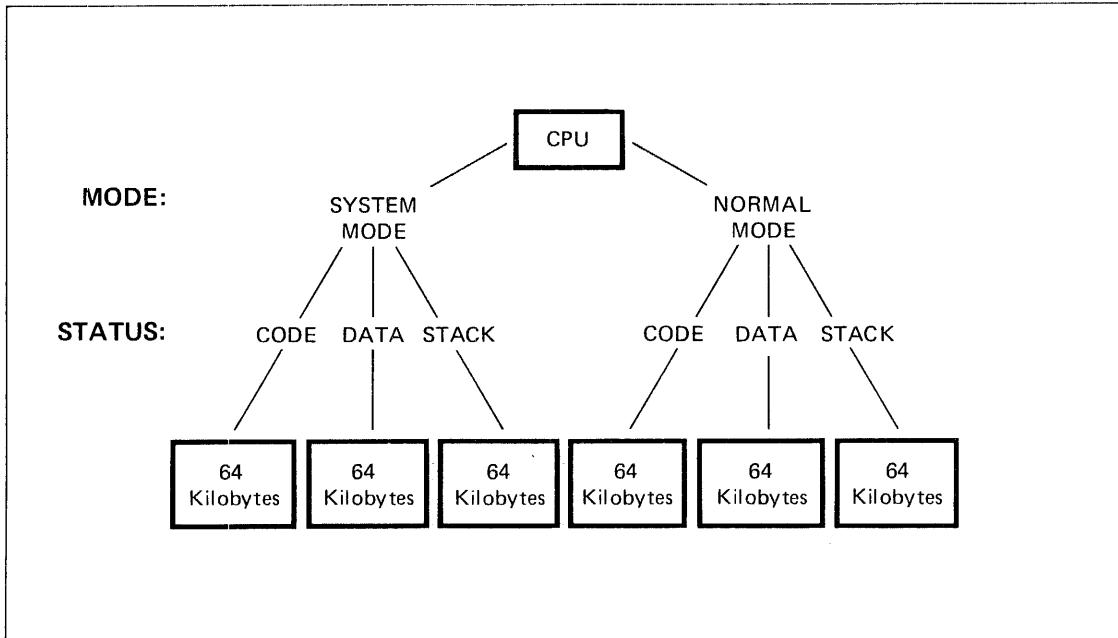 CPU
MODE:
SYSTEM
MODE
NORMAL
MODE
STATUS:
CODE DATA STACK
CODE DATA STACK
64
Kilobytes
64
Kilobytes
64
Kilobytes
64
Kilobytes
64
Kilobytes
64
Kilobytes